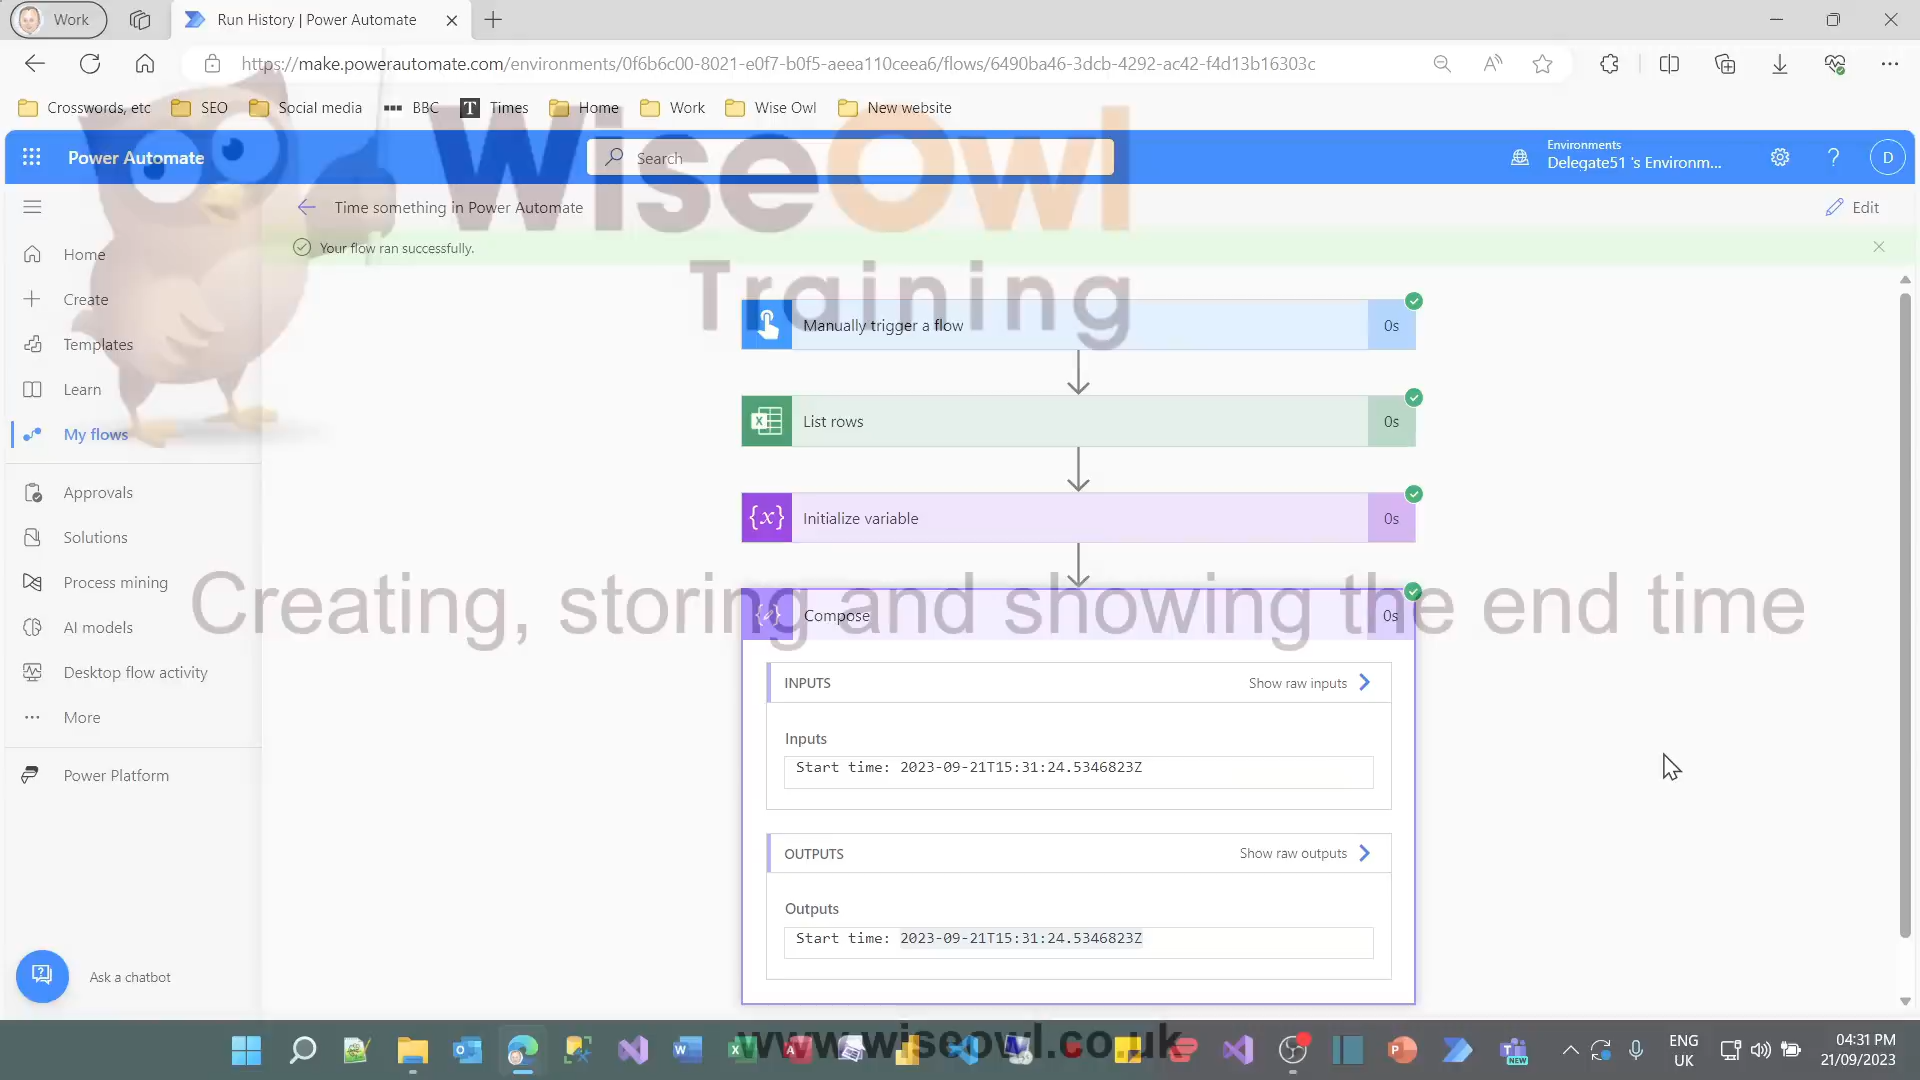 Work
Run History | Power Automate
https://make.powerautomate.com/environments/0f6b6c00-8021-e0f7-b0f5-aeea110ceea6/flows/6490ba46-3dcb-4292-ac42-f4d13b16303c
Crosswords, etc
SEO
Social media
BBC
T Times
Home
Work
Wise Owl
New website
Power Automate
Search
Environments
Delegate51 's Environm...
?
D
WiseOwl
Training
Time something in Power Automate
Edit
Your flow ran successfully.
Home
Create
Templates
Learn
My flows
Approvals
Solutions
Process mining
AI models
Desktop flow activity
More
Power Platform
Ask a chatbot
Manually trigger a flow 0s
List rows 0s
{x} Initialize variable 0s
Creating, storing and showing the end time
Compose 0s
INPUTS Show raw inputs
Inputs
Start time: 2023-09-21T15:31:24.5346823Z
OUTPUTS Show raw outputs
Outputs
Start time: 2023-09-21T15:31:24.5346823Z
www.wiseowl.co.uk
NEW
ENG
UK
04:31 PM
21/09/2023